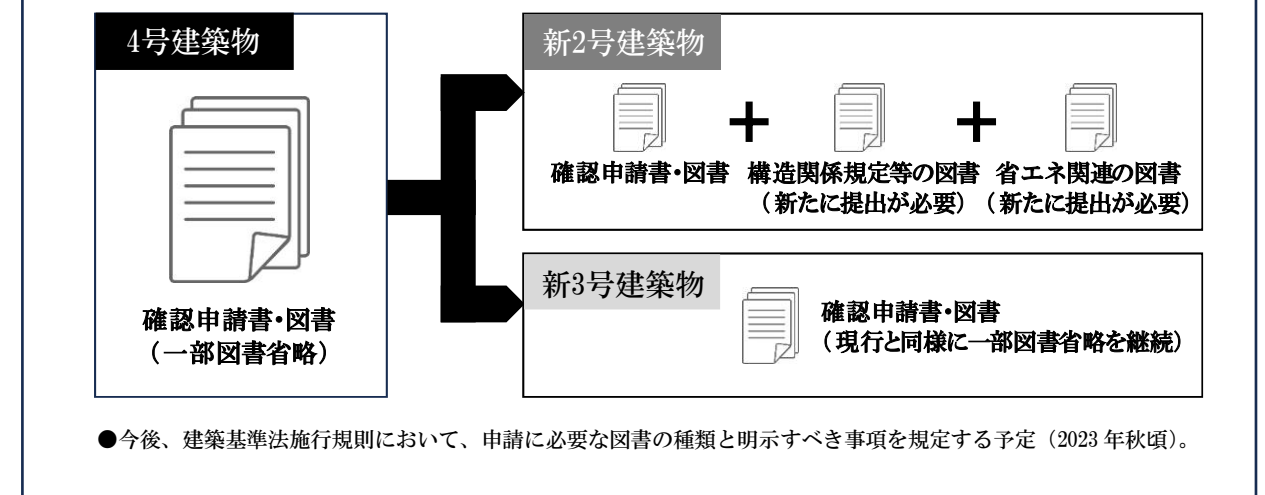 4号建築物
確認申請書・図書
（一部図書省略）
新2号建築物
＋
＋
確認申請書・図書
構造関係規定等の図書
（新たに提出が必要）
省エネ関連の図書
（新たに提出が必要）
新3号建築物
確認申請書・図書
（現行と同様に一部図書省略を継続）
●今後、建築基準法施行規則において、申請に必要な図書の種類と明示すべき事項を規定する予定（2023年秋頃）。